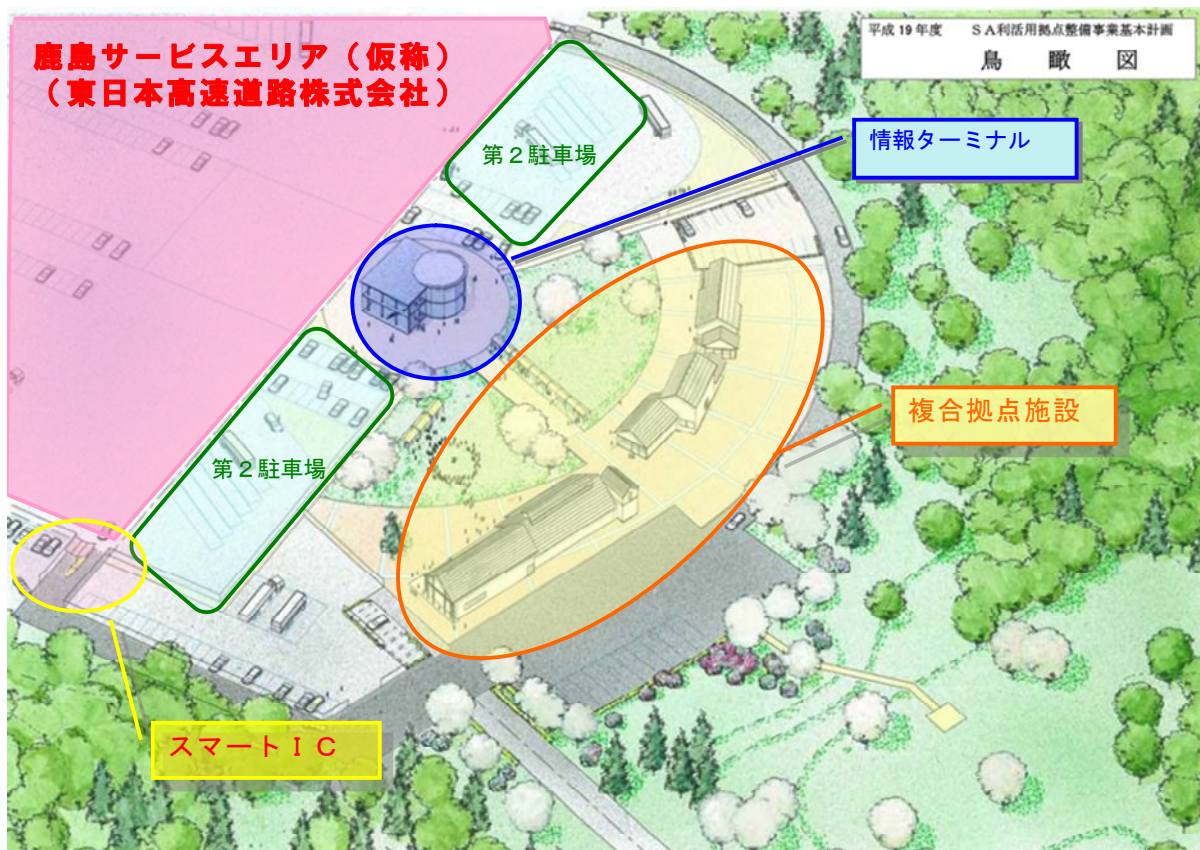 鹿島サービスエリア（仮称）
（東日本高速道路株式会社）
平成19年度　ＳＡ利活用拠点整備事業基本計画
鳥　瞰　図
情報ターミナル
第２駐車場
複合拠点施設
第２駐車場
スマートＩＣ